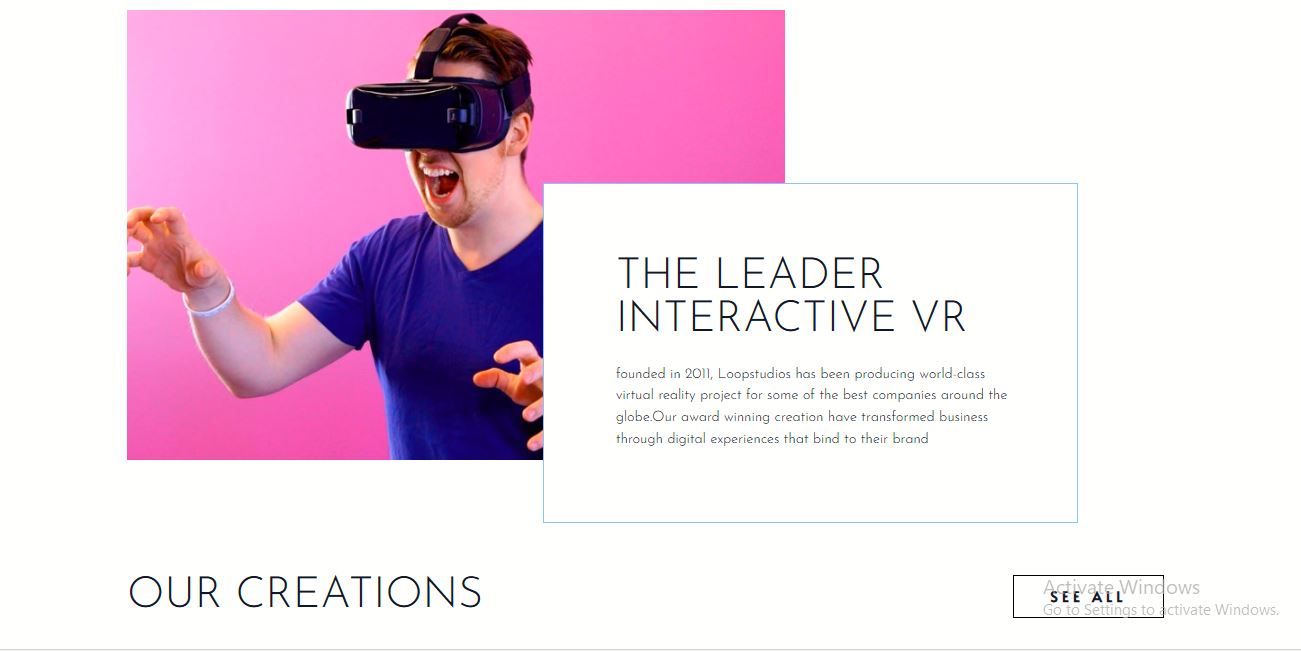 THE LEADER
INTERACTIVE VR
founded in 2011, Loopstudios has been producing world-class
virtual reality project for some of the best companies around the
globe.Our award winning creation have transformed business
through digital experiences that bind to their brand
OUR CREATIONS
SEE ALL
Activate Windows
Go to Settings to activate Windows.